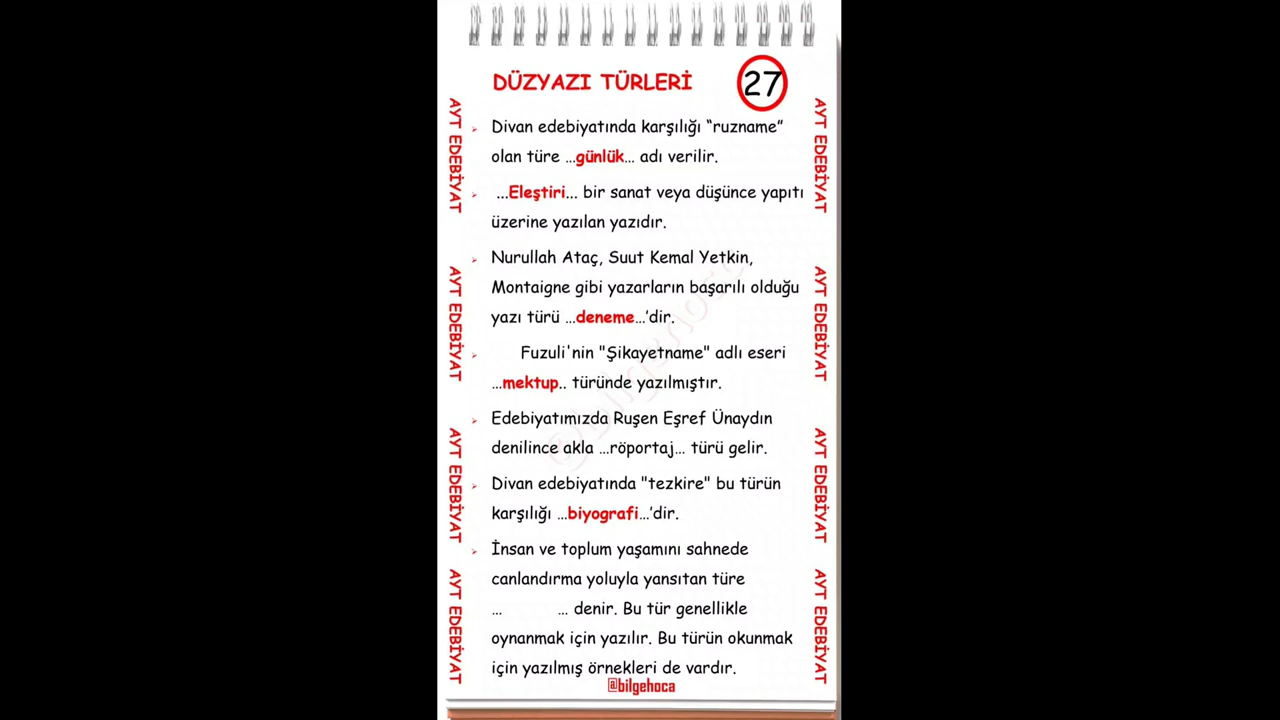 DÜZYAZI TÜRLERİ
27
Divan edebiyatında karşılığı “ruzname”
olan türe …günlük… adı verilir.
...Eleştiri... bir sanat veya düşünce yapıtı
üzerine yazılan yazıdır.
Nurullah Ataç, Suut Kemal Yetkin,
Montaigne gibi yazarların başarılı olduğu
yazı türü …deneme…’dir.
Fuzuli'nin "Şikayetname" adlı eseri
…mektup.. türünde yazılmıştır.
Edebiyatımızda Ruşen Eşref Ünaydın
denilince akla …röportaj… türü gelir.
Divan edebiyatında "tezkire" bu türün
karşılığı …biyografi…’dir.
İnsan ve toplum yaşamını sahnede
canlandırma yoluyla yansıtan türe
… … denir. Bu tür genellikle
oynanmak için yazılır. Bu türün okunmak
için yazılmış örnekleri de vardır.
@bilgehoca
AYT EDEBİYAT
AYT EDEBİYAT
AYT EDEBİYAT
AYT EDEBİYAT
AYT EDEBİYAT
AYT EDEBİYAT
AYT EDEBİYAT
AYT EDEBİYAT
@bilgehoca